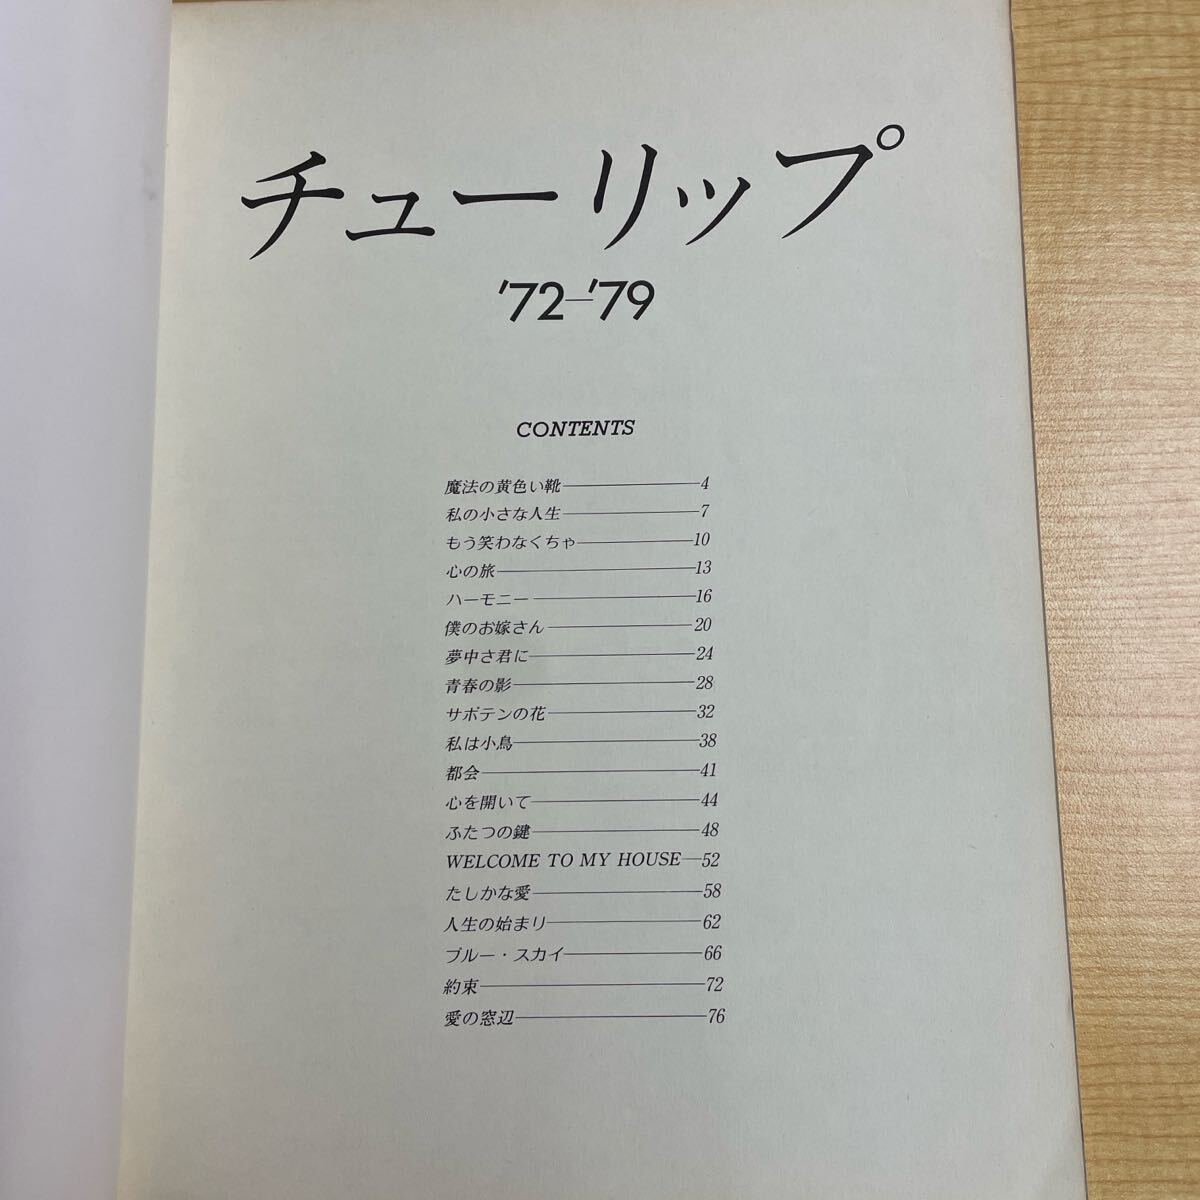 チューリップ
'72–'79
CONTENTS
魔法の黄色い靴 4
私の小さな人生 7
もう笑わなくちゃ 10
心の旅 13
ハーモニー 16
僕のお嫁さん 20
夢中さ君に 24
青春の影 28
サボテンの花 32
私は小鳥 38
都会 41
心を開いて 44
ふたつの鍵 48
WELCOME TO MY HOUSE 52
たしかな愛 58
人生の始まり 62
ブルー・スカイ 66
約束 72
愛の窓辺 76